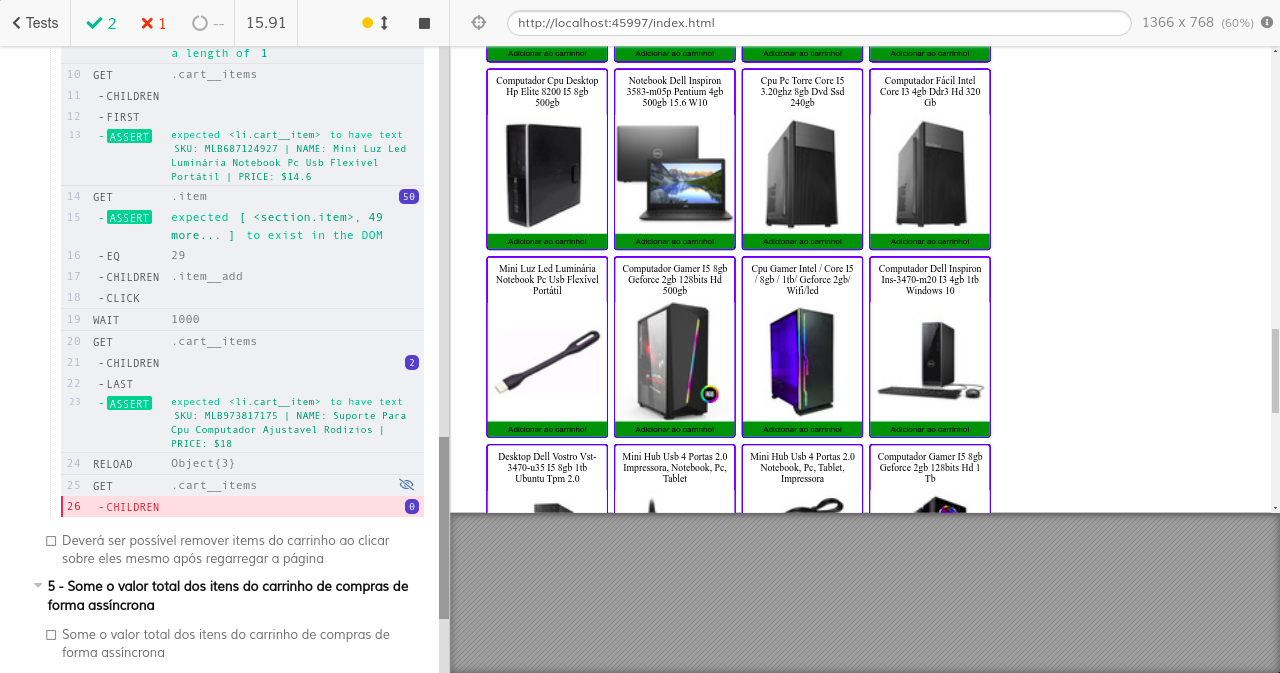 Tests
2
1
--
15.91
http://localhost:45997/index.html
1366 x 768 (60%)
a length of 1
10 GET .cart__items
11 -CHILDREN
12 -FIRST
13 -ASSERT expected <li.cart__item> to have text
SKU: MLB687124927 | NAME: Mini Luz Led
Luminária Notebook Pc Usb Flexível
Portátil | PRICE: $14.6
14 GET .item 50
15 -ASSERT expected [ <section.item>, 49
more... ] to exist in the DOM
16 -EQ 29
17 -CHILDREN .item__add
18 -CLICK
19 WAIT 1000
20 GET .cart__items
21 -CHILDREN 2
22 -LAST
23 -ASSERT expected <li.cart__item> to have text
SKU: MLB973817175 | NAME: Suporte Para
Cpu Computador Ajustavel Rodizios |
PRICE: $18
24 RELOAD Object{3}
25 GET .cart__items
26 -CHILDREN 0
Deverá ser possível remover items do carrinho ao clicar
sobre eles mesmo após regarregar a página
5 - Some o valor total dos itens do carrinho de compras de
forma assíncrona
Some o valor total dos itens do carrinho de compras de
forma assíncrona
Adicionar ao carrinho! Adicionar ao carrinho! Adicionar ao carrinho! Adicionar ao carrinho!
Computador Cpu Desktop
Hp Elite 8200 I5 8gb
500gb
Notebook Dell Inspiron
3583-m05p Pentium 4gb
500gb 15.6 W10
Cpu Pc Torre Core I5
3.20ghz 8gb Dvd Ssd
240gb
Computador Fácil Intel
Core I3 4gb Ddr3 Hd 320
Gb
Adicionar ao carrinho! Adicionar ao carrinho! Adicionar ao carrinho! Adicionar ao carrinho!
Mini Luz Led Luminária
Notebook Pc Usb Flexível
Portátil
Computador Gamer I5 8gb
Geforce 2gb 128bits Hd
500gb
Cpu Gamer Intel / Core I5
/ 8gb / 1tb/ Geforce 2gb/
Wifi/led
Computador Dell Inspiron
Ins-3470-m20 I3 4gb 1tb
Windows 10
Adicionar ao carrinho! Adicionar ao carrinho! Adicionar ao carrinho! Adicionar ao carrinho!
Desktop Dell Vostro Vst-
3470-u35 I5 8gb 1tb
Ubuntu Tpm 2.0
Mini Hub Usb 4 Portas 2.0
Impressora, Notebook, Pc,
Tablet
Mini Hub Usb 4 Portas 2.0
Notebook, Pc, Tablet,
Impressora
Computador Gamer I5 8gb
Geforce 2gb 128bits Hd 1
Tb